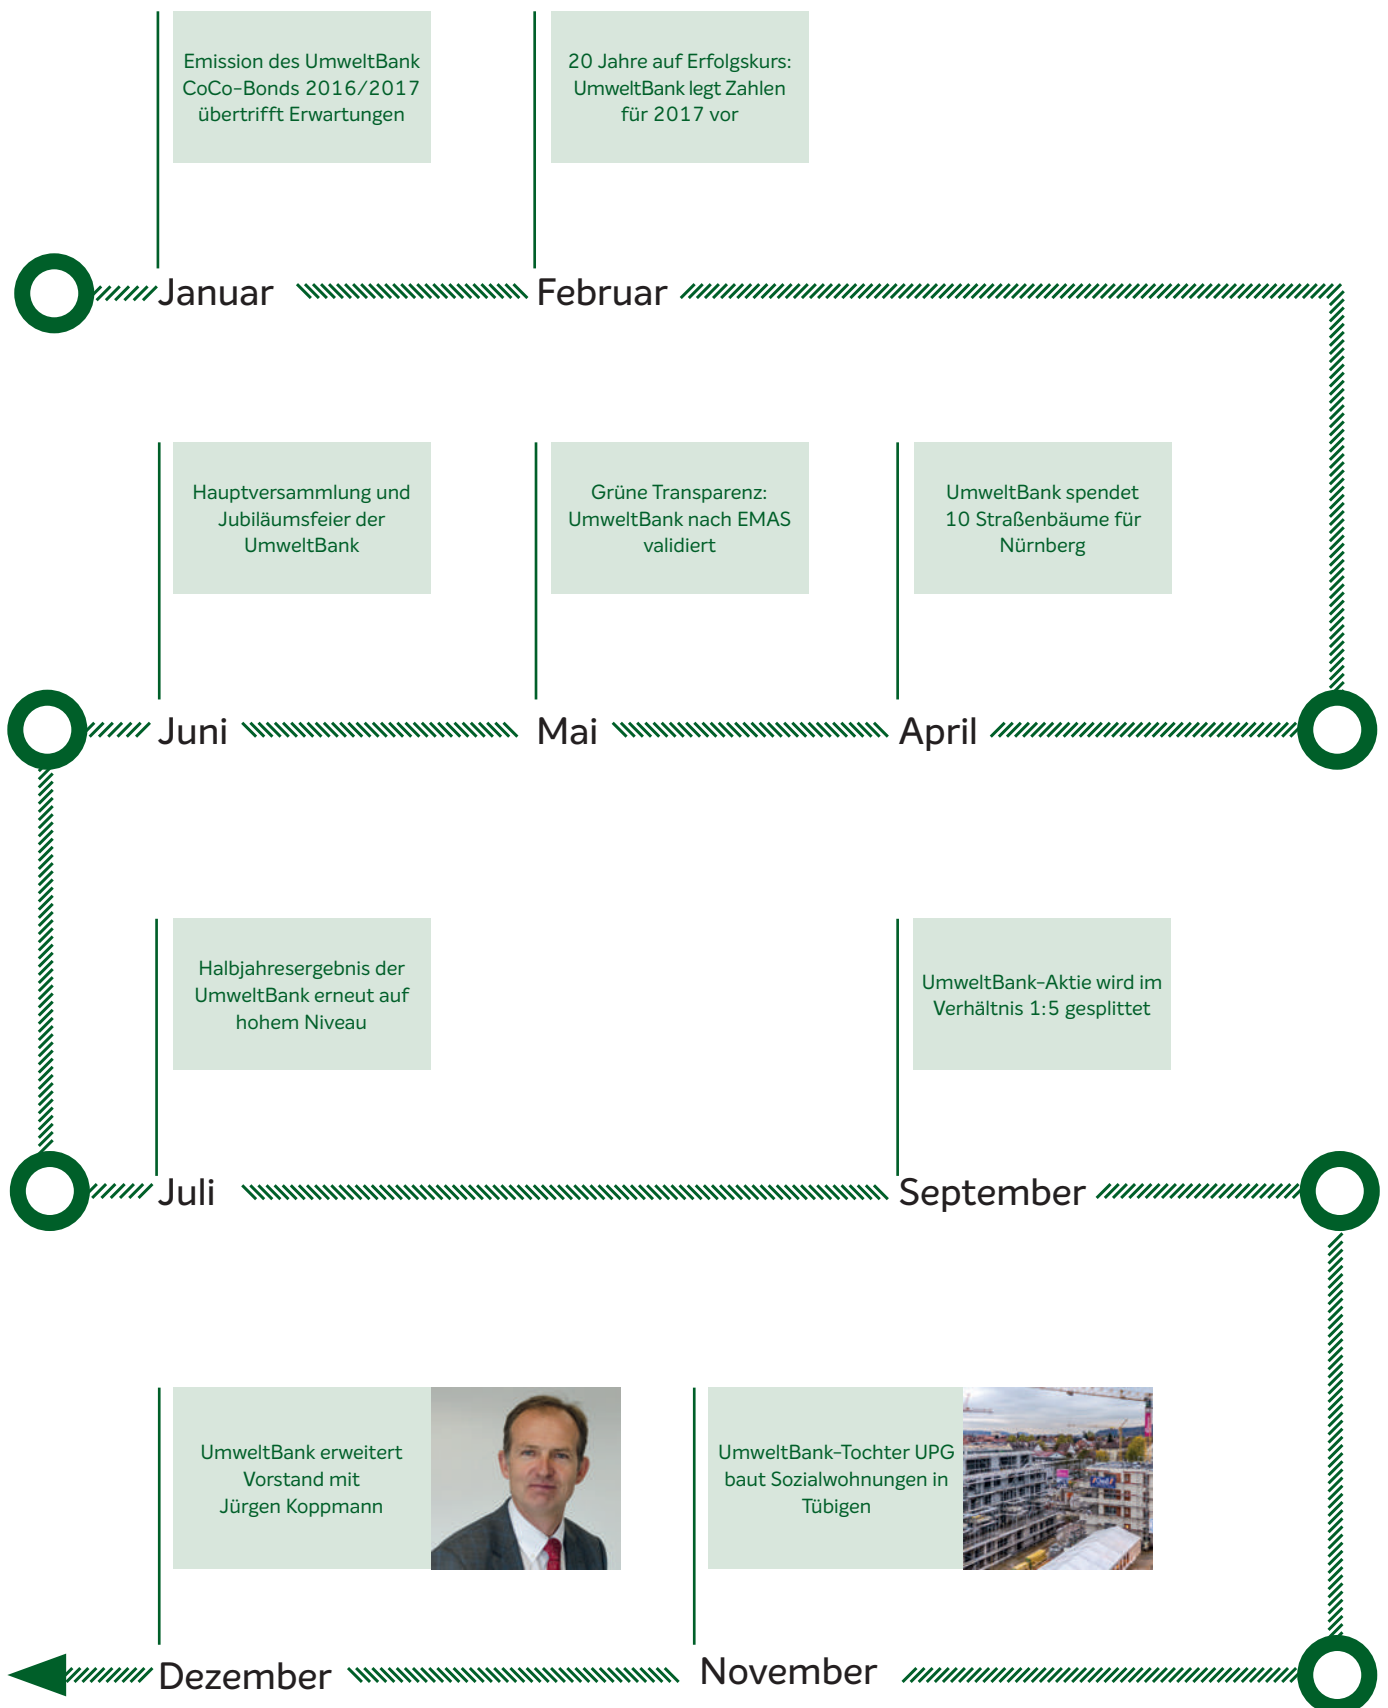 Emission des UmweltBank
CoCo-Bonds 2016/2017
übertrifft Erwartungen
20 Jahre auf Erfolgskurs:
UmweltBank legt Zahlen
für 2017 vor
Januar
Februar
Hauptversammlung und
Jubiläumsfeier der
UmweltBank
Grüne Transparenz:
UmweltBank nach EMAS
validiert
UmweltBank spendet
10 Straßenbäume für
Nürnberg
Juni
Mai
April
Halbjahresergebnis der
UmweltBank erneut auf
hohem Niveau
UmweltBank-Aktie wird im
Verhältnis 1:5 gesplittet
Juli
September
UmweltBank erweitert
Vorstand mit
Jürgen Koppmann
UmweltBank-Tochter UPG
baut Sozialwohnungen in
Tübigen
Dezember
November